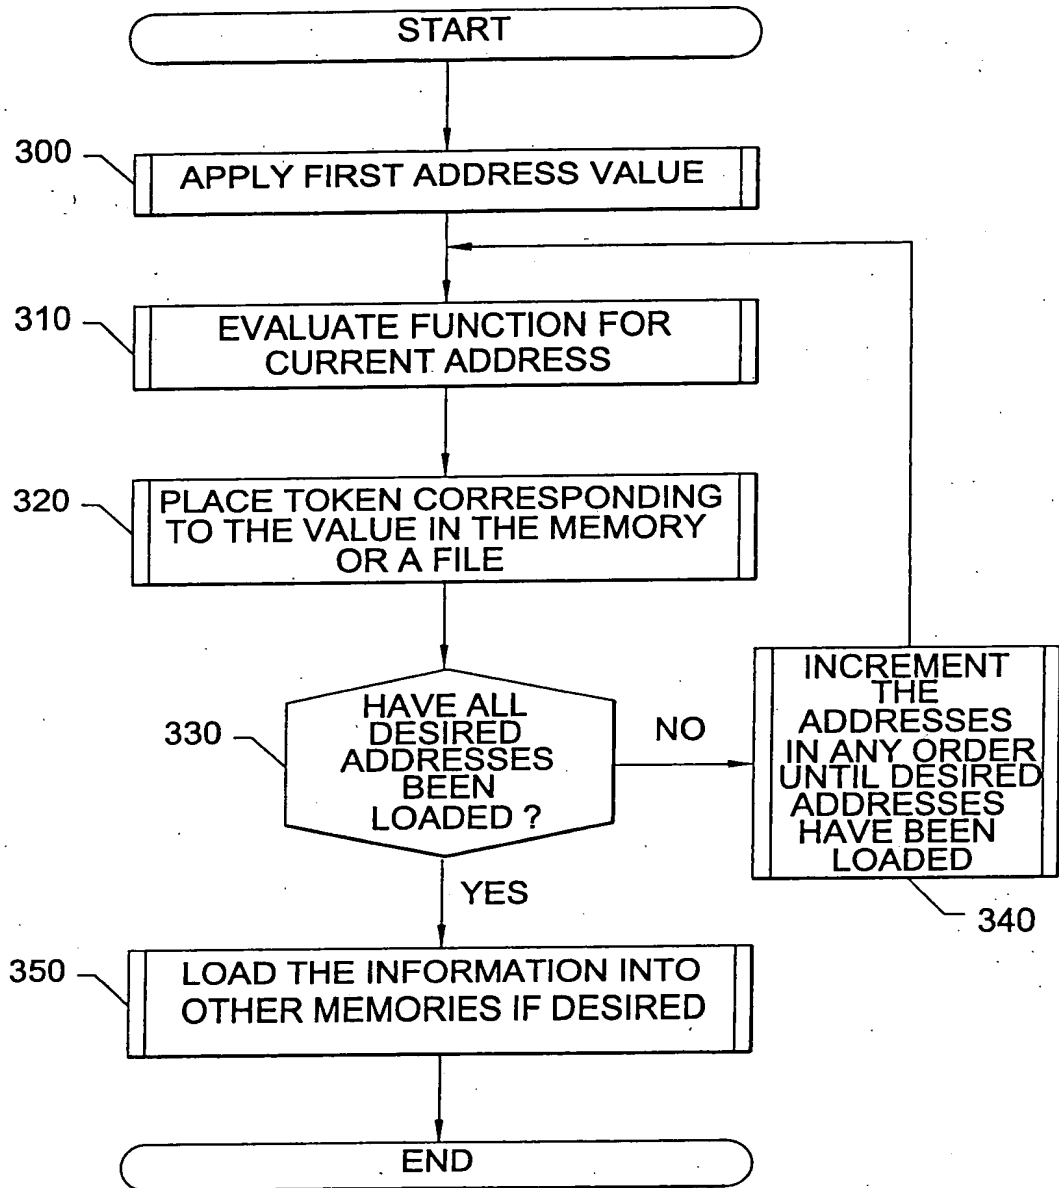 START
300
APPLY FIRST ADDRESS VALUE
310
EVALUATE FUNCTION FOR
CURRENT ADDRESS
320
PLACE TOKEN CORRESPONDING
TO THE VALUE IN THE MEMORY
OR A FILE
330
HAVE ALL
DESIRED
ADDRESSES
BEEN
LOADED ?
NO
INCREMENT
THE
ADDRESSES
IN ANY ORDER
UNTIL DESIRED
ADDRESSES
HAVE BEEN
LOADED
340
YES
350
LOAD THE INFORMATION INTO
OTHER MEMORIES IF DESIRED
END